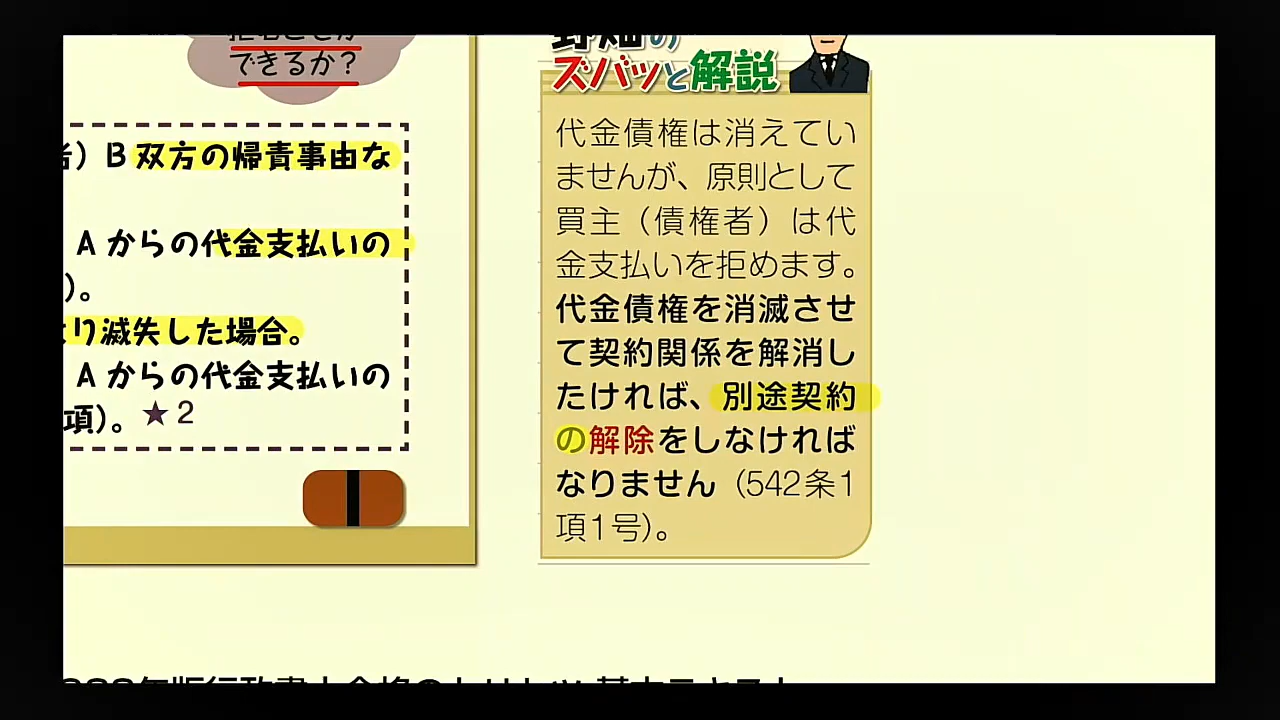 できるか？
）B双方の帰責事由な
Aからの代金支払いの
）。
り滅失した場合。
Aからの代金支払いの
項）。★2
野畑の
ズバッと解説
代金債権は消えてい
ませんが、原則として
買主（債権者）は代
金支払いを拒めます。
代金債権を消滅させ
て契約関係を解消し
たければ、別途契約
の解除をしなければ
なりません（542条1
項1号）。